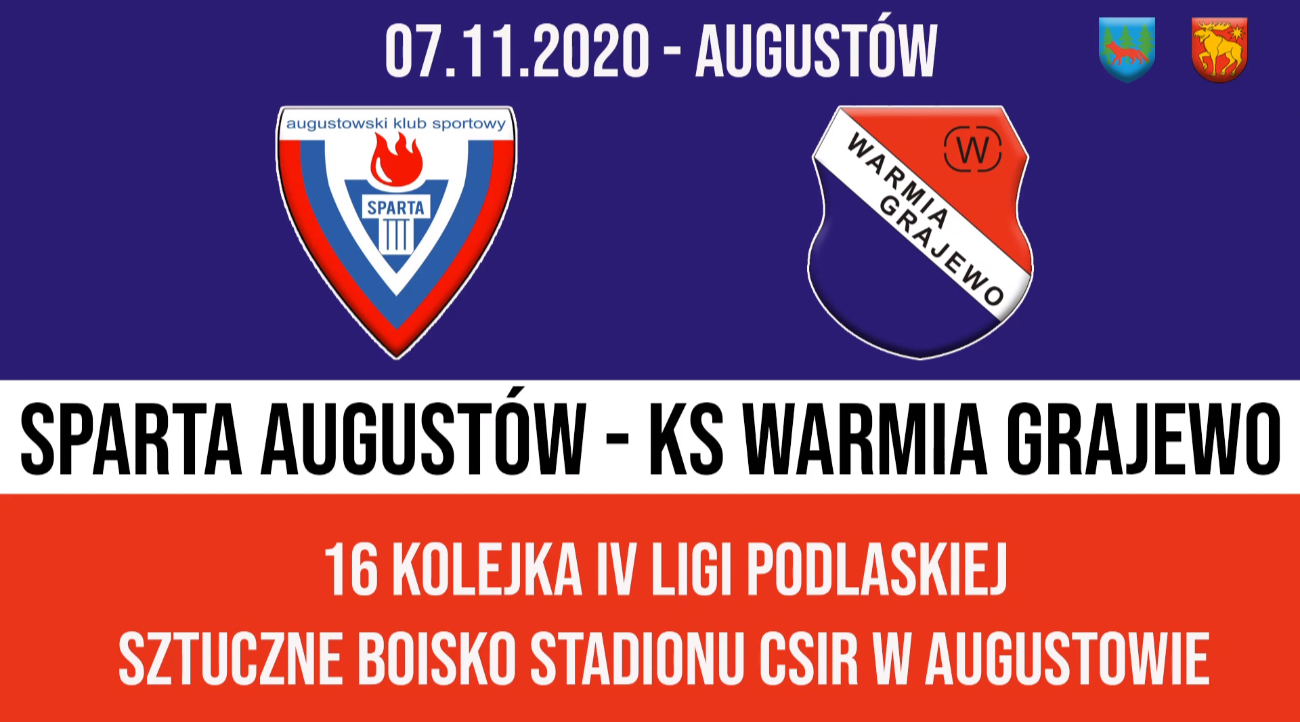 07.11.2020 - AUGUSTÓW
augustowski klub sportowy
SPARTA
W
WARMIA
GRAJEWO
SPARTA AUGUSTÓW - KS WARMIA GRAJEWO
16 KOLEJKA IV LIGI PODLASKIEJ
SZTUCZNE BOISKO STADIONU CSIR W AUGUSTOWIE